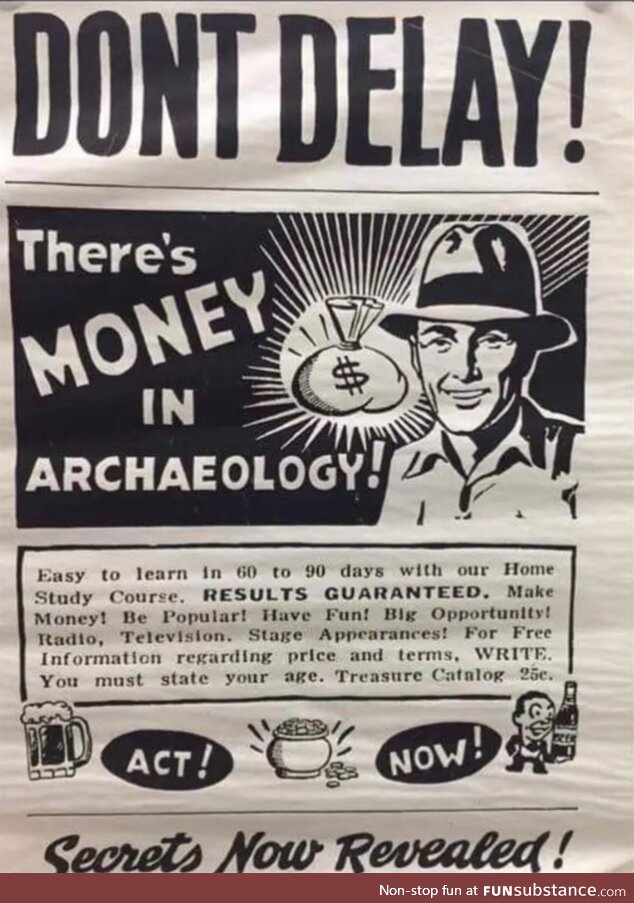 DONT DELAY!
There's
MONEY
IN
ARCHAEOLOGY!
$
Easy to learn in 60 to 90 days with our Home
Study Course. RESULTS GUARANTEED. Make
Money! Be Popular! Have Fun! Big Opportunity!
Radio, Television. Stage Appearances! For Free
Information regarding price and terms, WRITE.
You must state your age. Treasure Catalog 25c.
ACT!
NOW!
BEER
Secrets Now Revealed!
Non-stop fun at FUNsubstance.com